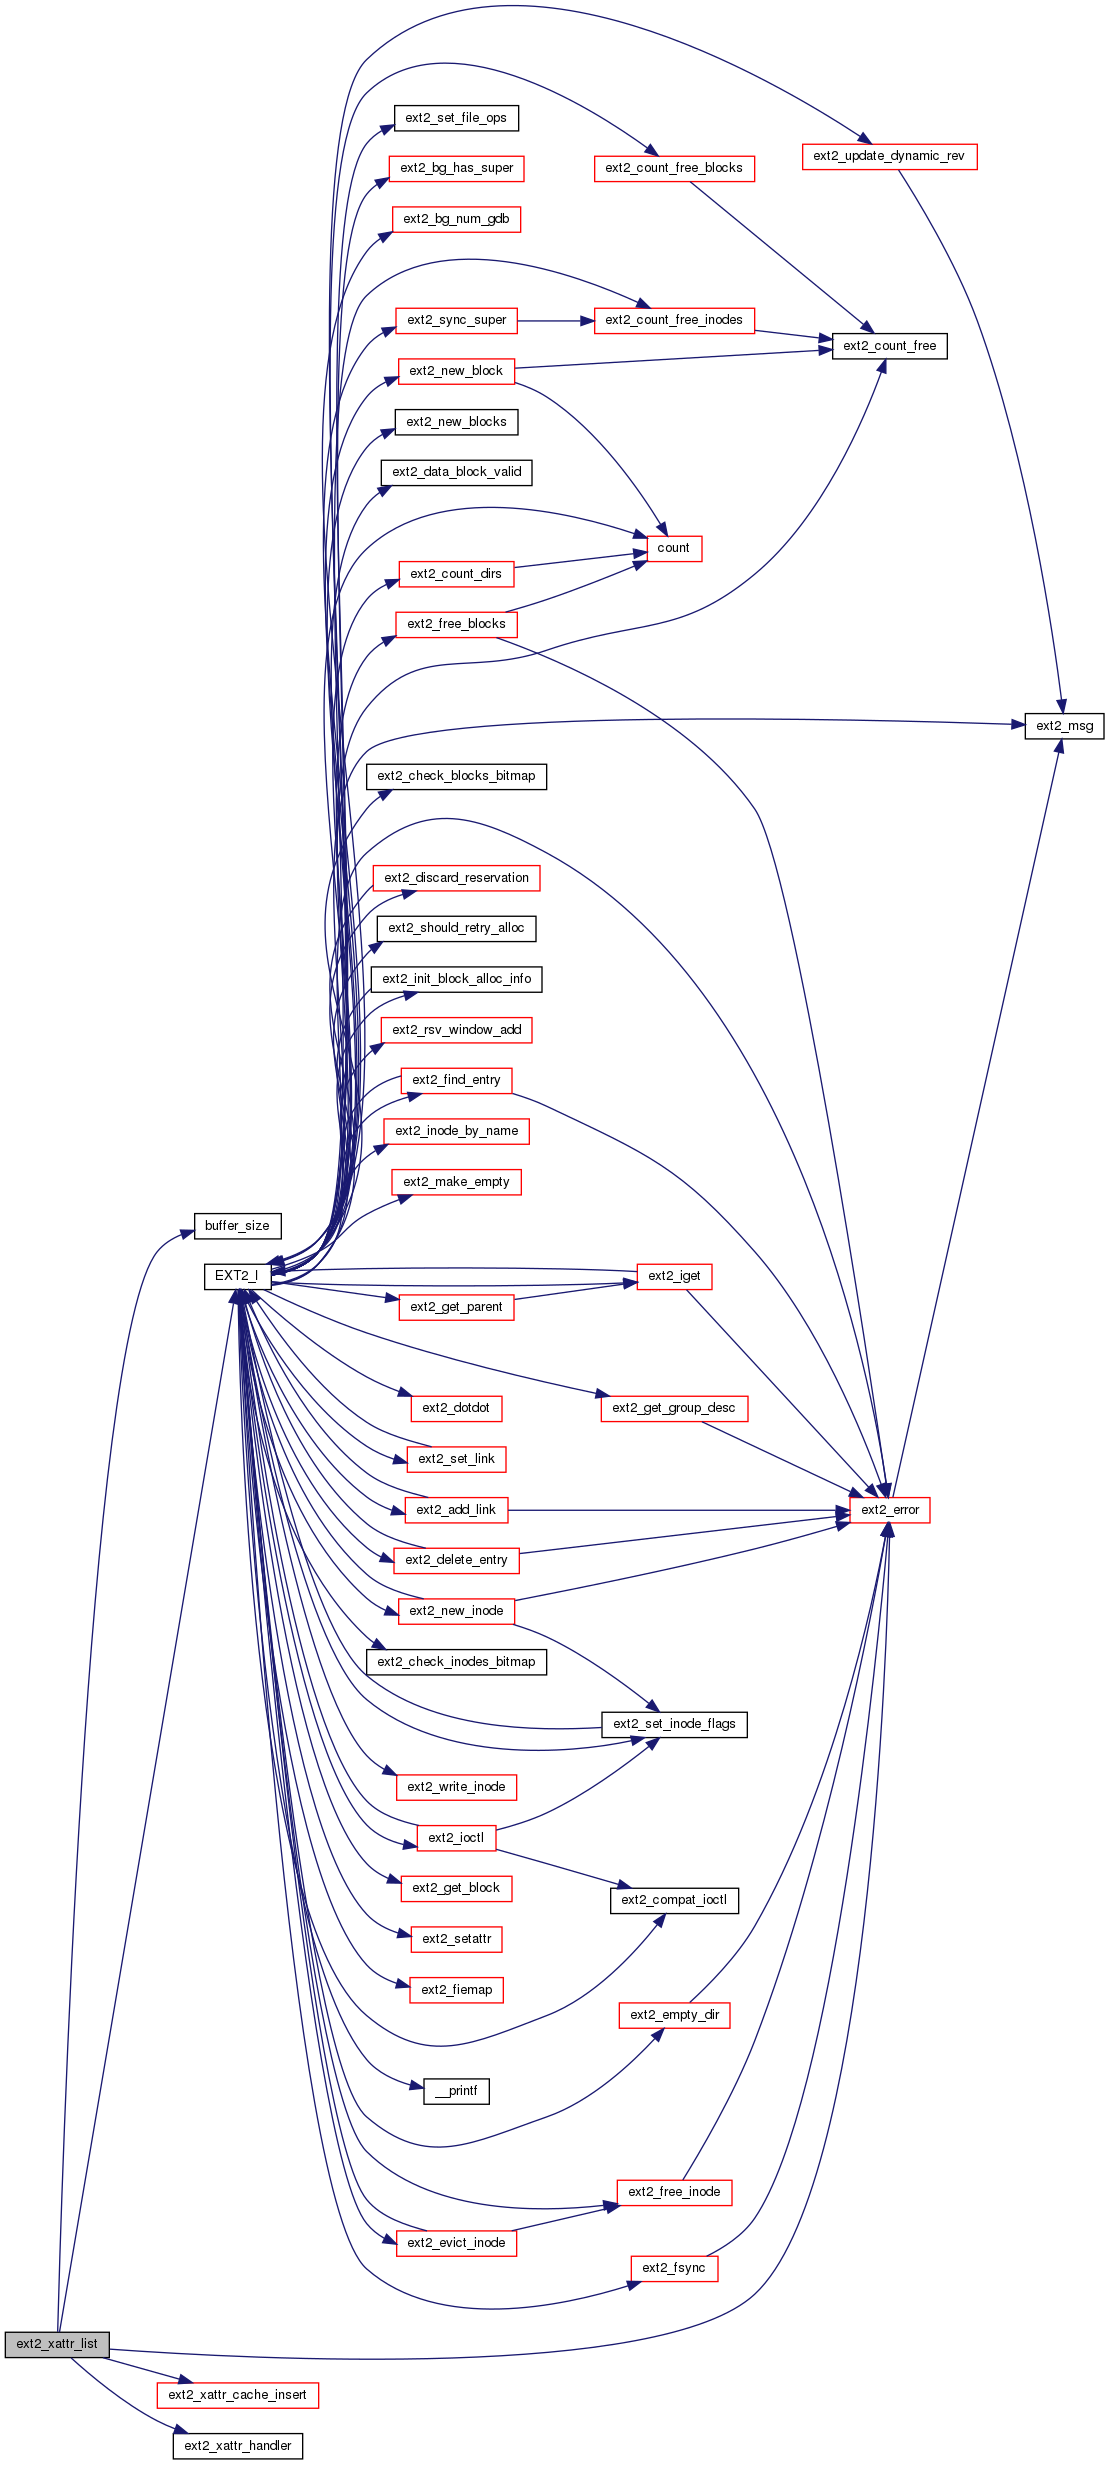 ext2_update_dynamic_rev
ext2_set_file_ops
ext2_bg_has_super
ext2_count_free_blocks
ext2_bg_num_gdb
ext2_sync_super
ext2_count_free_inodes
ext2_count_free
ext2_new_block
ext2_new_blocks
ext2_data_block_valid
count
ext2_count_dirs
ext2_free_blocks
ext2_msg
ext2_check_blocks_bitmap
ext2_discard_reservation
ext2_should_retry_alloc
ext2_init_block_alloc_info
ext2_rsv_window_add
ext2_find_entry
ext2_inode_by_name
ext2_make_empty
buffer_size
EXT2_I
ext2_iget
ext2_get_parent
ext2_dotdot
ext2_get_group_desc
ext2_set_link
ext2_add_link
ext2_error
ext2_delete_entry
ext2_new_inode
ext2_check_inodes_bitmap
ext2_set_inode_flags
ext2_write_inode
ext2_ioctl
ext2_get_block
ext2_compat_ioctl
ext2_setattr
ext2_fiemap
ext2_empty_dir
__printf
ext2_free_inode
ext2_evict_inode
ext2_fsync
ext2_xattr_list
ext2_xattr_cache_insert
ext2_xattr_handler